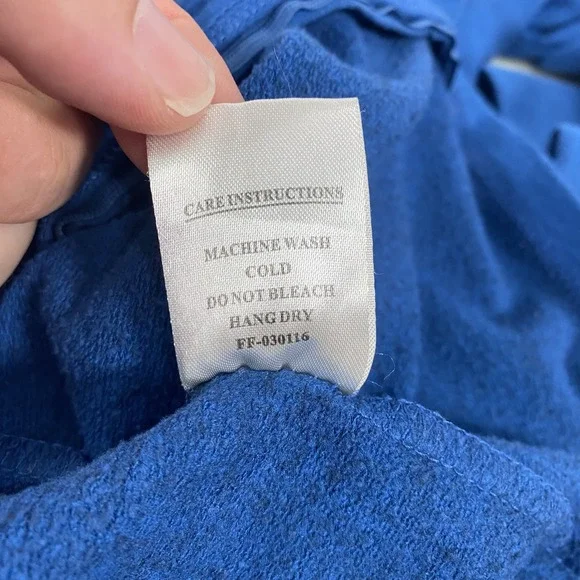 CARE INSTRUCTIONS
MACHINE WASH
COLD
DO NOT BLEACH
HANG DRY
FF-030116